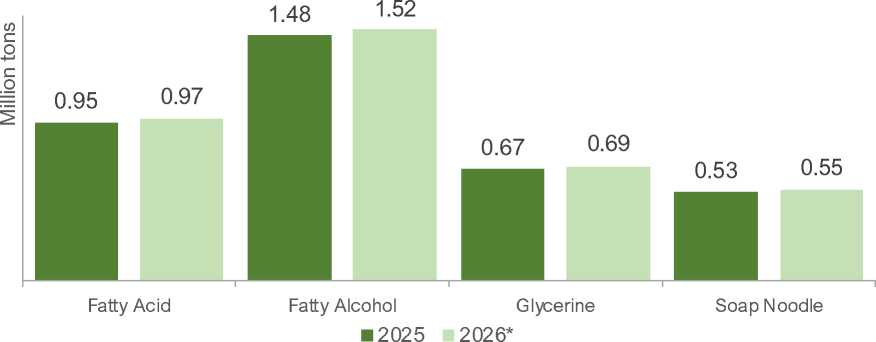 Million tons
0.95
0.97
1.48
1.52
0.67
0.69
0.53
0.55
Fatty Acid
Fatty Alcohol
Glycerine
Soap Noodle
2025
2026*